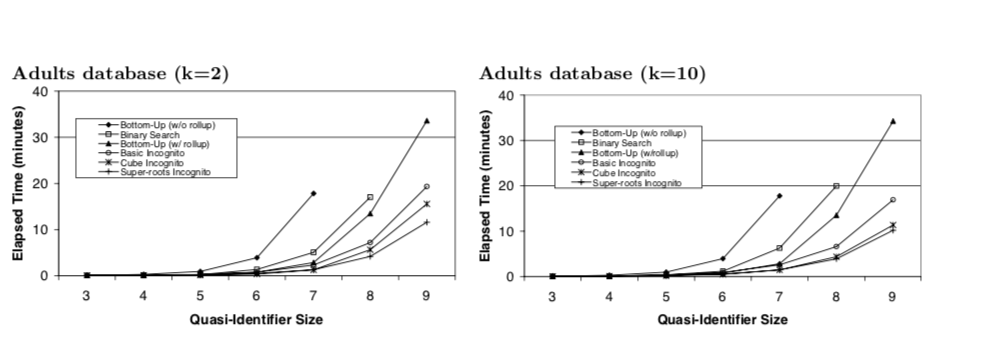 Adults database (k=2)
Elapsed Time (minutes)
40
30
20
10
0
Bottom-Up (w/o rollup)
Binary Search
Bottom-Up (w/ rollup)
Basic Incognito
Cube Incognito
Super-roots Incognito
3 4 5 6 7 8 9
Quasi-Identifier Size
Adults database (k=10)
Elapsed Time (minutes)
40
30
20
10
0
Bottom-Up (w/o rollup)
Binary Search
Bottom-Up (w/rollup)
Basic Incognito
Cube Incognito
Super-roots Incognito
3 4 5 6 7 8 9
Quasi-Identifier Size